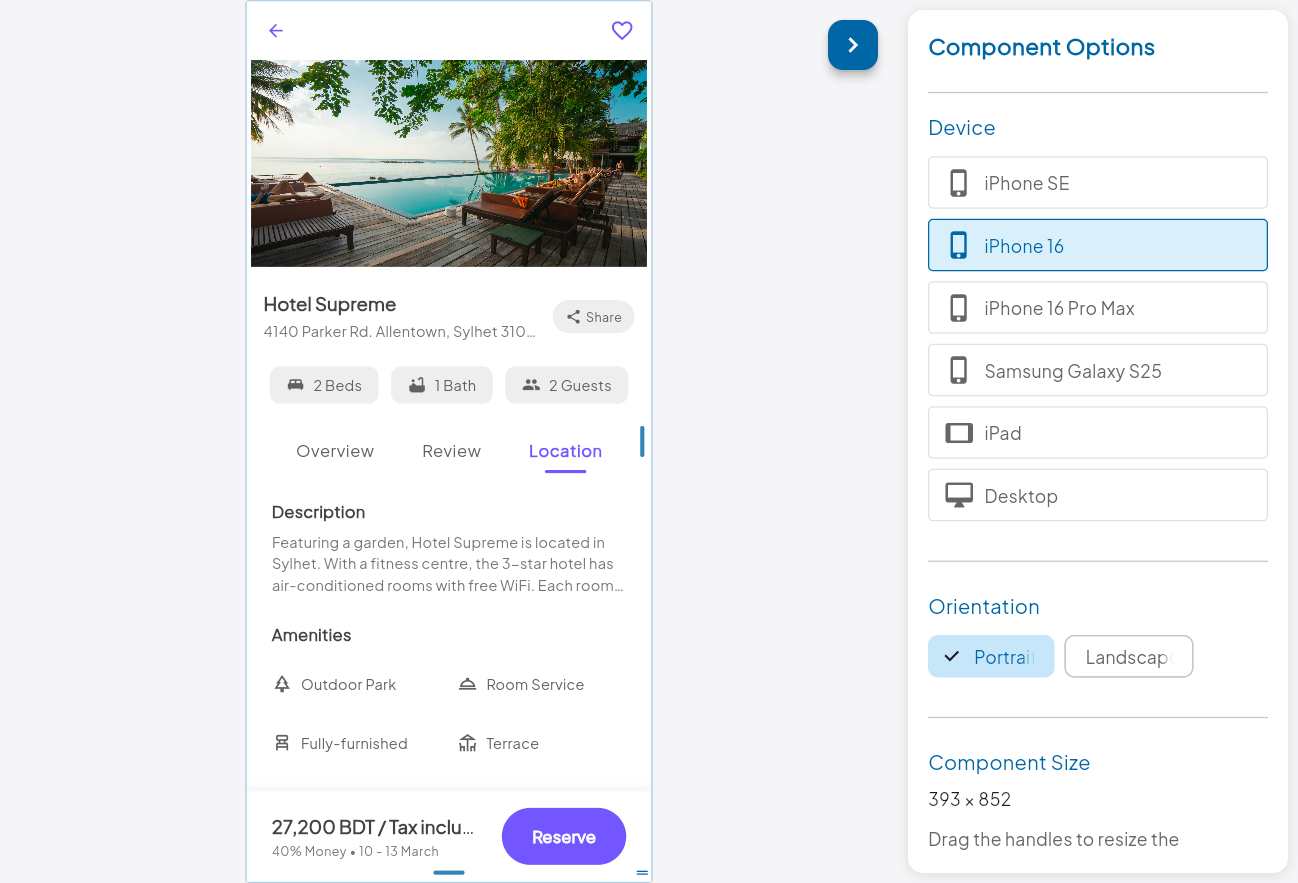 Hotel Supreme
4140 Parker Rd. Allentown, Sylhet 310...
Share
2 Beds
1 Bath
2 Guests
Overview
Review
Location
Description
Featuring a garden, Hotel Supreme is located in
Sylhet. With a fitness centre, the 3-star hotel has
air-conditioned rooms with free WiFi. Each room...
Amenities
Outdoor Park
Room Service
Fully-furnished
Terrace
27,200 BDT / Tax inclu...
40% Money • 10 - 13 March
Reserve
Component Options
Device
iPhone SE
iPhone 16
iPhone 16 Pro Max
Samsung Galaxy S25
iPad
Desktop
Orientation
Portrait
Landscape
Component Size
393 × 852
Drag the handles to resize the